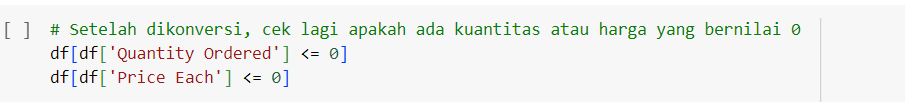 [ ] # Setelah dikonversi, cek lagi apakah ada kuantitas atau harga yang bernilai 0
df[df['Quantity Ordered'] <= 0]
df[df['Price Each'] <= 0]